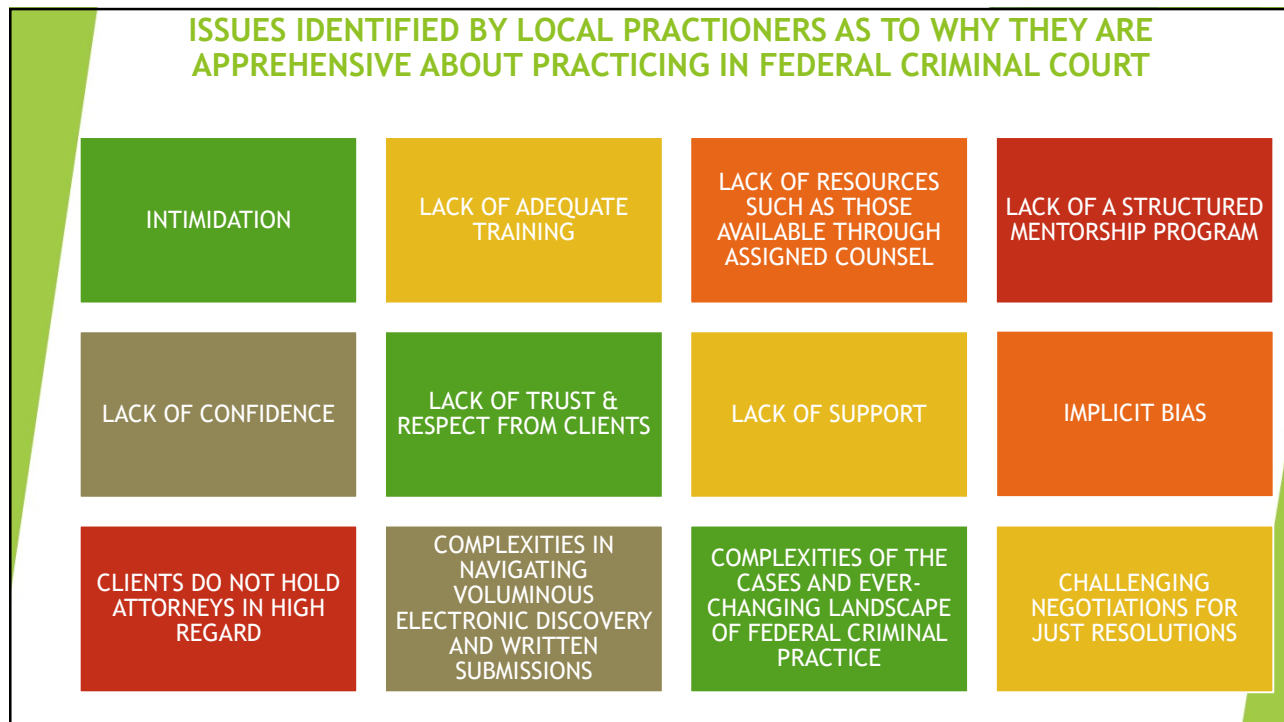 ISSUES IDENTIFIED BY LOCAL PRACTIONERS AS TO WHY THEY ARE
APPREHENSIVE ABOUT PRACTICING IN FEDERAL CRIMINAL COURT
INTIMIDATION
LACK OF ADEQUATE
TRAINING
LACK OF RESOURCES
SUCH AS THOSE
AVAILABLE THROUGH
ASSIGNED COUNSEL
LACK OF A STRUCTURED
MENTORSHIP PROGRAM
LACK OF CONFIDENCE
LACK OF TRUST &
RESPECT FROM CLIENTS
LACK OF SUPPORT
IMPLICIT BIAS
CLIENTS DO NOT HOLD
ATTORNEYS IN HIGH
REGARD
COMPLEXITIES IN
NAVIGATING
VOLUMINOUS
ELECTRONIC DISCOVERY
AND WRITTEN
SUBMISSIONS
COMPLEXITIES OF THE
CASES AND EVER-
CHANGING LANDSCAPE
OF FEDERAL CRIMINAL
PRACTICE
CHALLENGING
NEGOTIATIONS FOR
JUST RESOLUTIONS